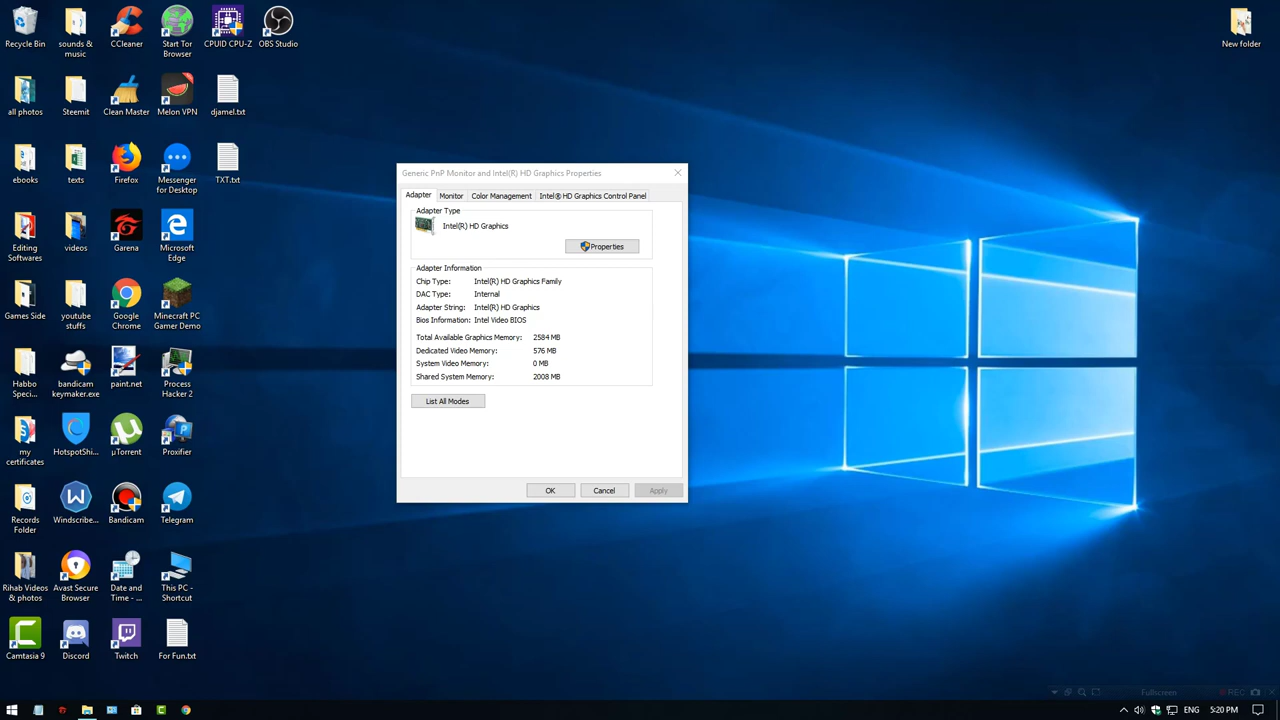 Recycle Bin
sounds &
music
CCleaner
Start Tor
Browser
CPUID CPU-Z
OBS Studio
New folder
all photos
Steemit
Clean Master
Melon VPN
djamel.txt
ebooks
texts
Firefox
Messenger
for Desktop
TXT.txt
Editing
Softwares
videos
Garena
Microsoft
Edge
Games Side
youtube
stuffs
Google
Chrome
Minecraft PC
Gamer Demo
Habbo
Speci...
bandicam
keymaker.exe
paint.net
Process
Hacker 2
my
certificates
HotspotShi...
µTorrent
Proxifier
Records
Folder
Windscribe...
Bandicam
Telegram
Rihab Videos
& photos
Avast Secure
Browser
Date and
Time - ...
This PC -
Shortcut
Camtasia 9
Discord
Twitch
For Fun.txt
Generic PnP Monitor and Intel(R) HD Graphics Properties
Adapter Monitor Color Management Intel® HD Graphics Control Panel
Adapter Type
Intel(R) HD Graphics
Properties
Adapter Information
Chip Type: Intel(R) HD Graphics Family
DAC Type: Internal
Adapter String: Intel(R) HD Graphics
Bios Information: Intel Video BIOS
Total Available Graphics Memory: 2584 MB
Dedicated Video Memory: 576 MB
System Video Memory: 0 MB
Shared System Memory: 2008 MB
List All Modes
OK Cancel Apply
Fullscreen REC
ENG 5:20 PM